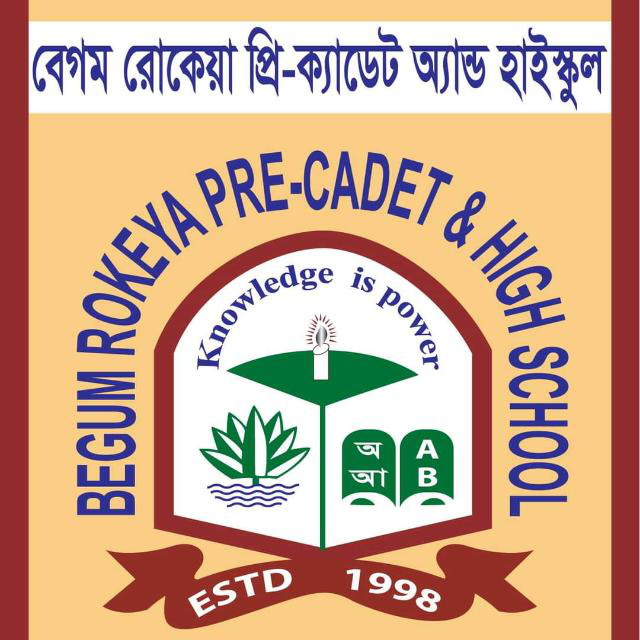 বেগম রোকেয়া প্রি-ক্যাডেট অ্যান্ড হাইস্কুল
BEGUM ROKEYA PRE-CADET & HIGH SCHOOL
Knowledge is power
অ
আ
A
B
ESTD 1998